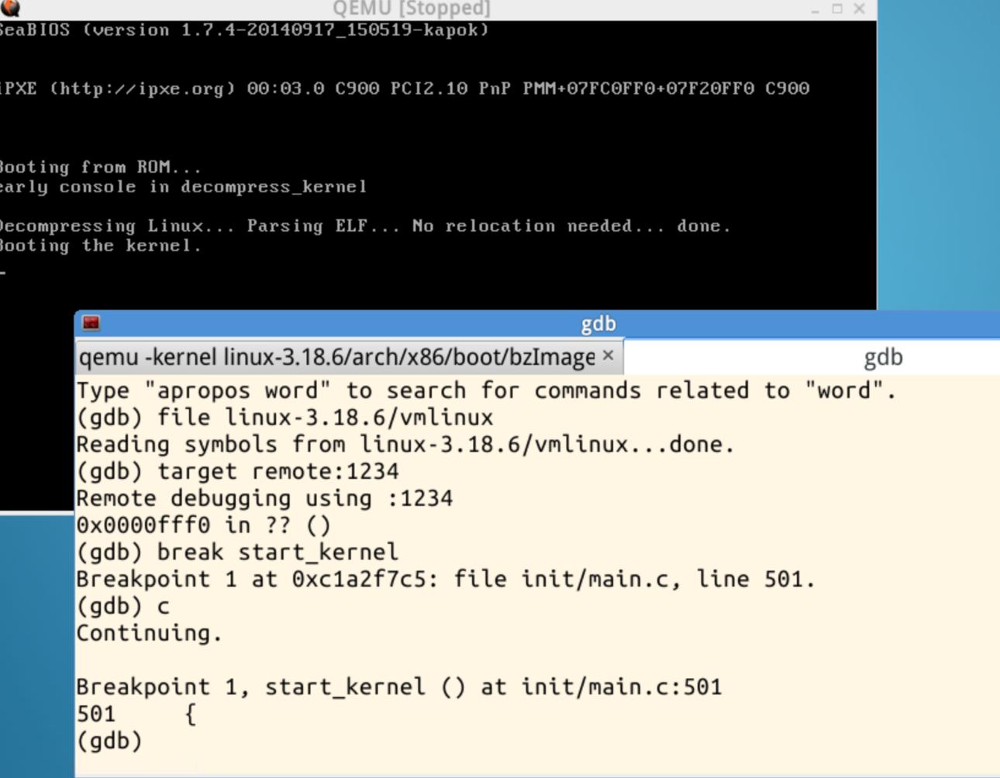 QEMU [Stopped]
SeaBIOS (version 1.7.4-20140917_150519-kapok)
iPXE (http://ipxe.org) 00:03.0 C900 PCI2.10 PnP PMM+07FC0FF0+07F20FF0 C900
Booting from ROM...
early console in decompress_kernel
Decompressing Linux... Parsing ELF... No relocation needed... done.
Booting the kernel.
gdb
qemu -kernel linux-3.18.6/arch/x86/boot/bzImage ×
gdb
Type "apropos word" to search for commands related to "word".
(gdb) file linux-3.18.6/vmlinux
Reading symbols from linux-3.18.6/vmlinux...done.
(gdb) target remote:1234
Remote debugging using :1234
0x0000fff0 in ?? ()
(gdb) break start_kernel
Breakpoint 1 at 0xc1a2f7c5: file init/main.c, line 501.
(gdb) c
Continuing.
Breakpoint 1, start_kernel () at init/main.c:501
501 {
(gdb)